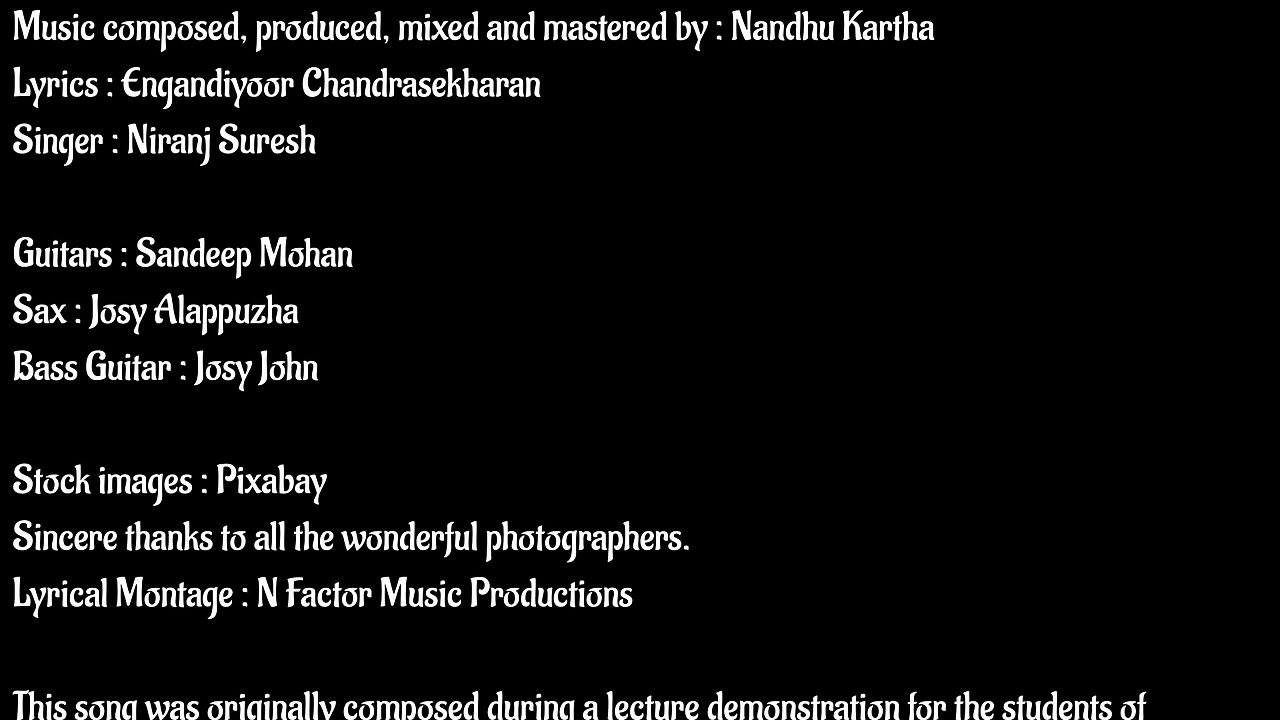 Music composed, produced, mixed and mastered by : Nandhu Kartha
Lyrics : Engandiyoor Chandrasekharan
Singer : Niranj Suresh
Guitars : Sandeep Mohan
Sax : Josy Alappuzha
Bass Guitar : Josy John
Stock images : Pixabay
Sincere thanks to all the wonderful photographers.
Lyrical Montage : N Factor Music Productions
This song was originally composed during a lecture demonstration for the students of